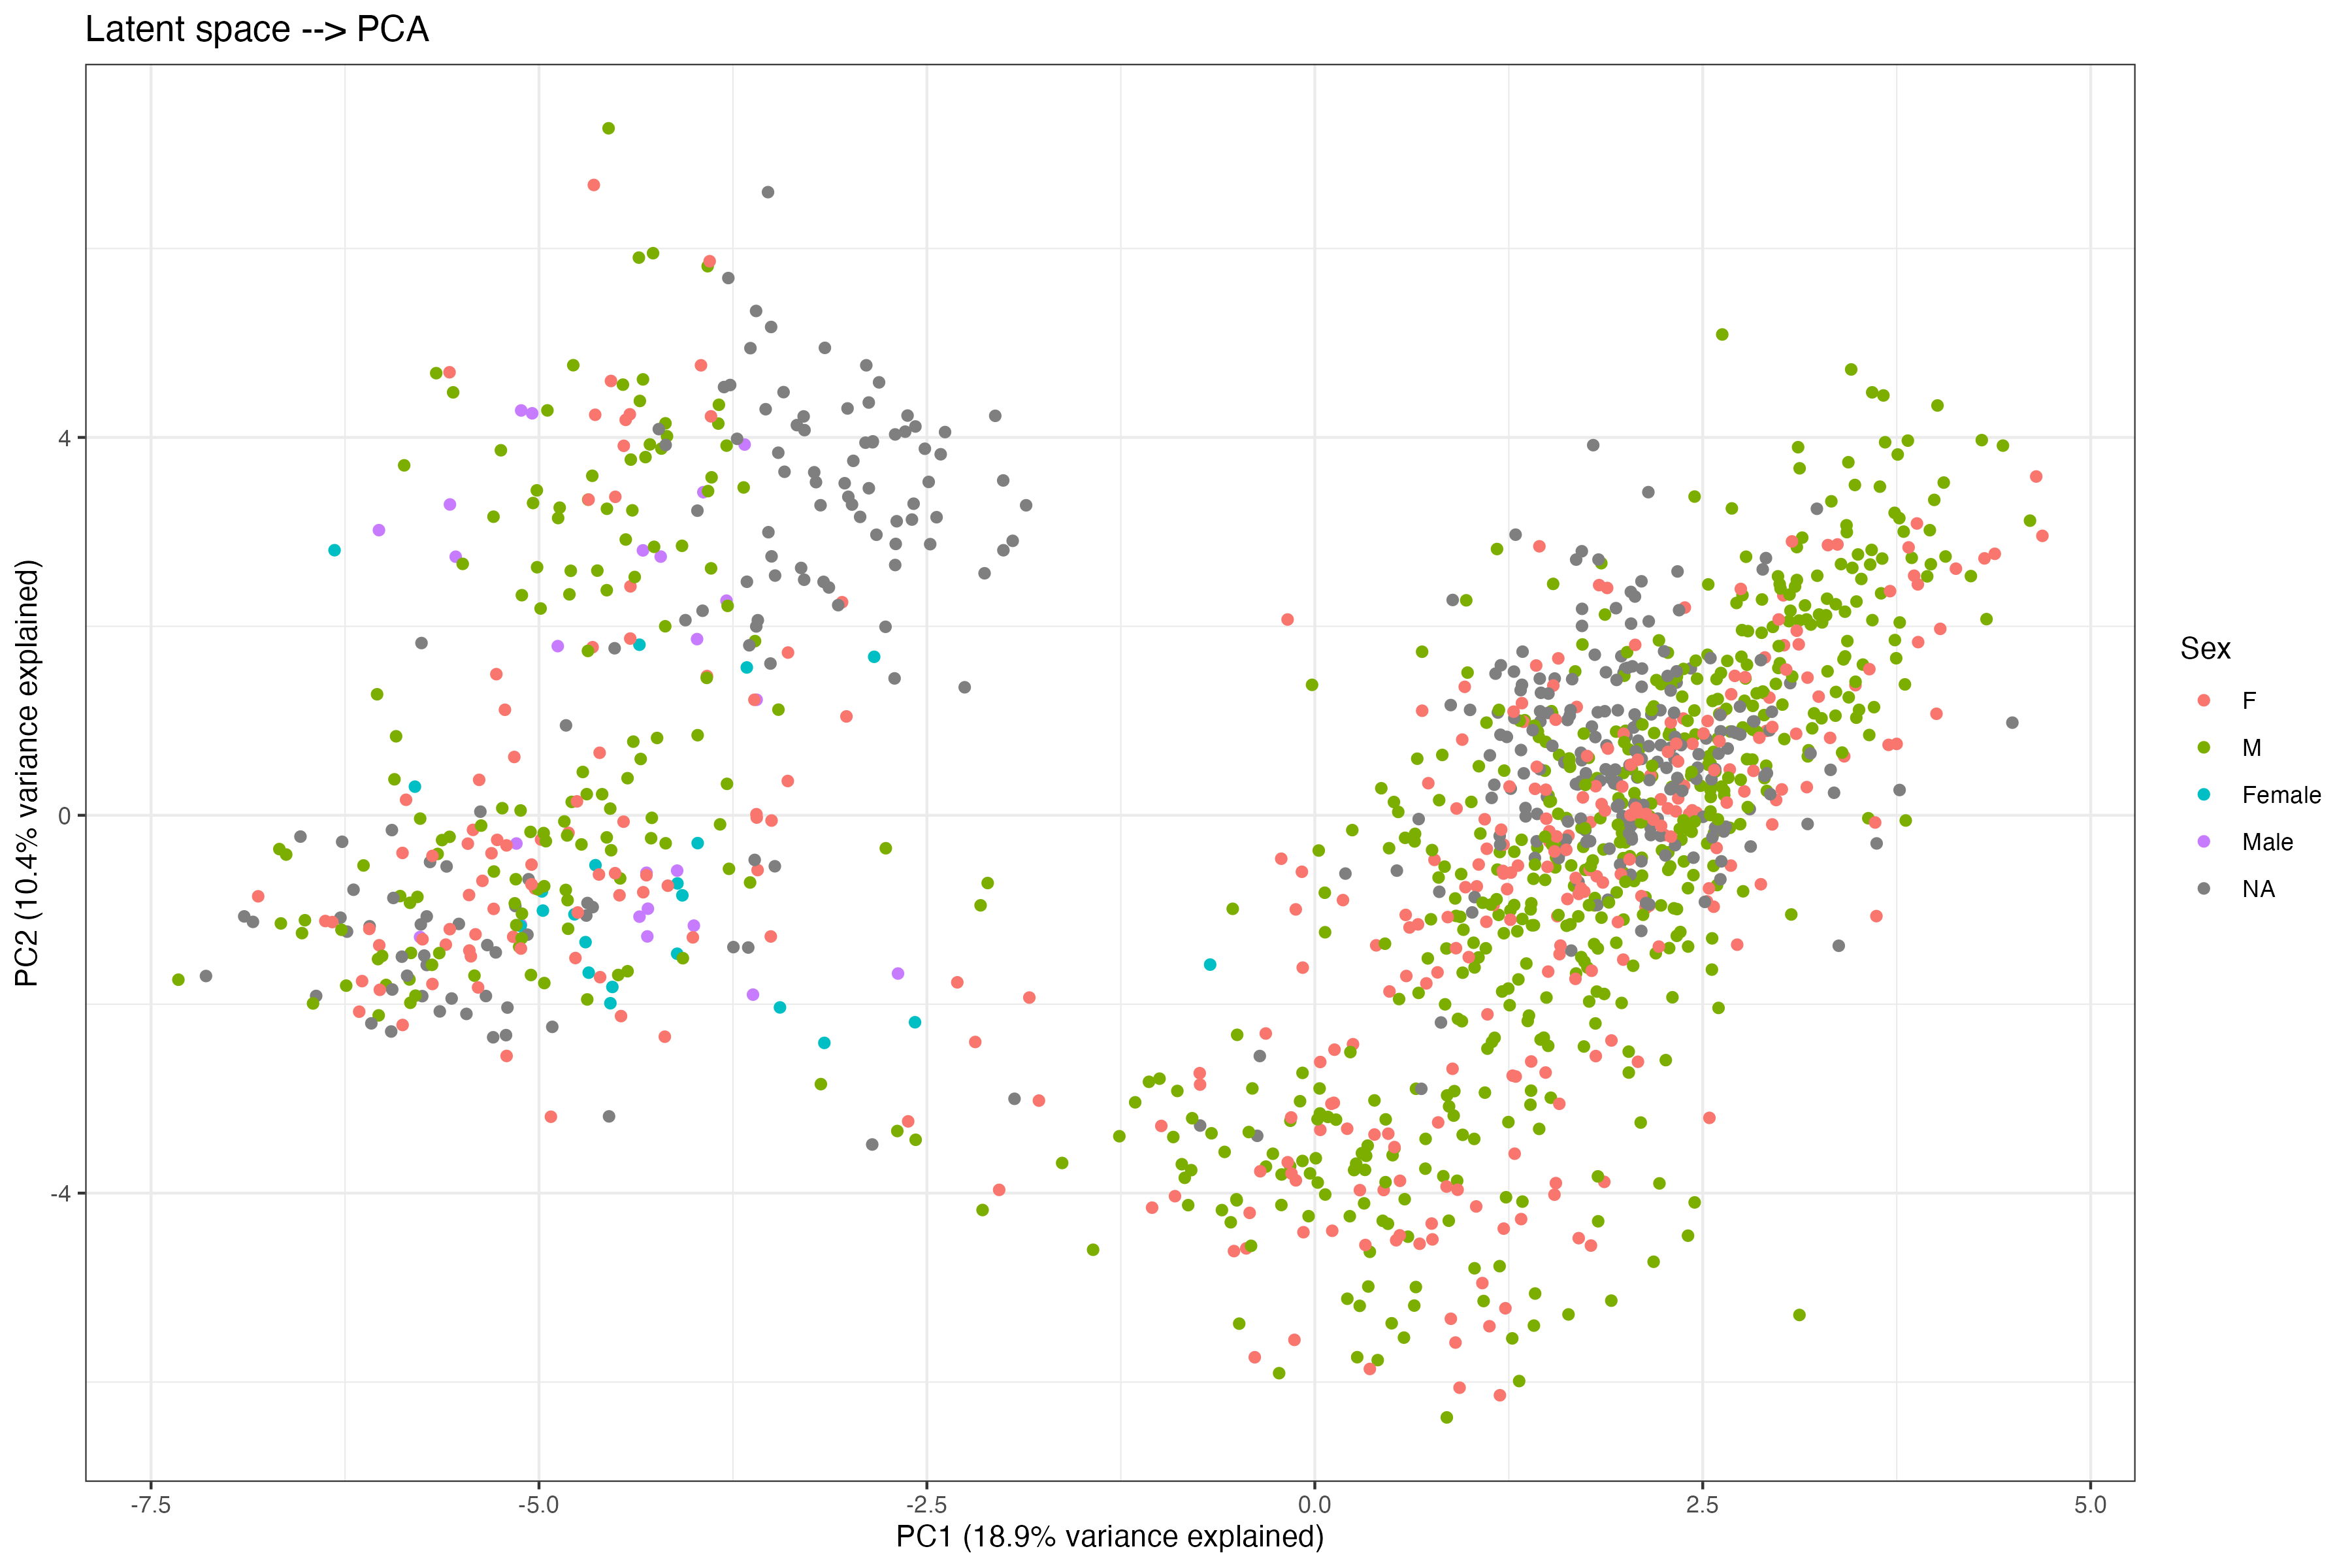 Latent space --> PCA
PC2 (10.4% variance explained)
4
0
-4
-7.5
-5.0
-2.5
0.0
2.5
5.0
PC1 (18.9% variance explained)
Sex
F
M
Female
Male
NA